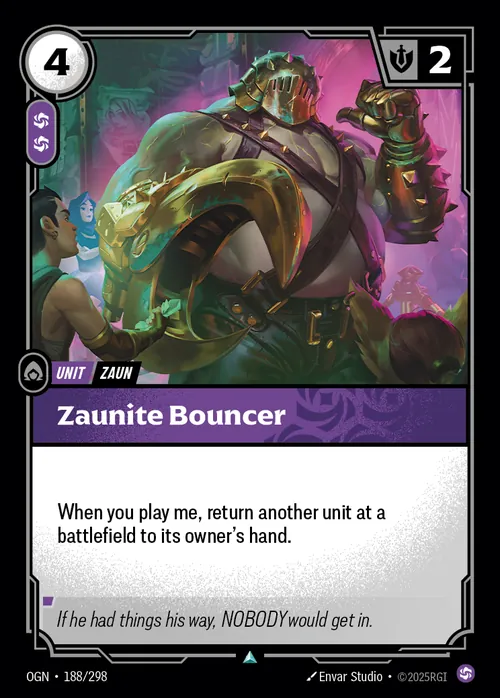 4
2
UNIT ZAUN
Zaunite Bouncer
When you play me, return another unit at a
battlefield to its owner's hand.
If he had things his way, NOBODY would get in.
OGN • 188/298
Envar Studio • ©2025RGI